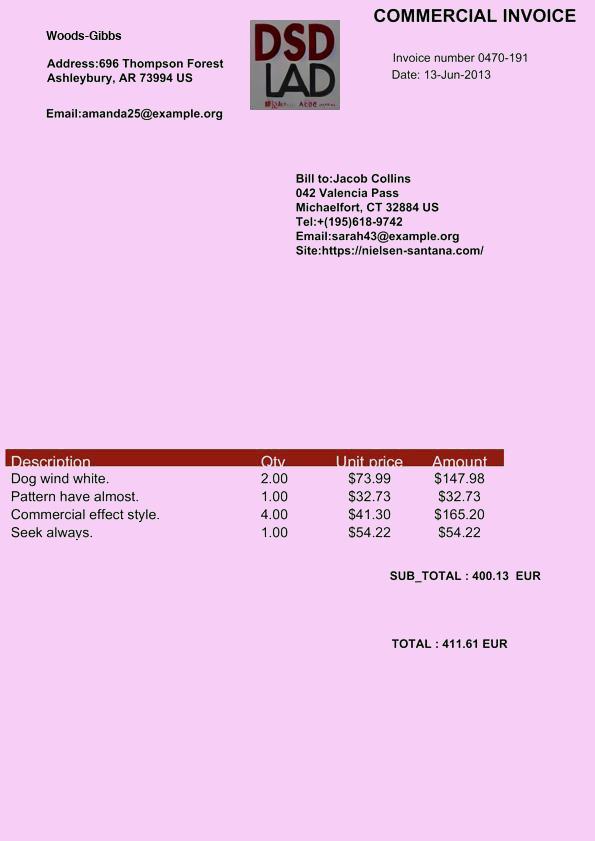 COMMERCIAL INVOICE
Woods-Gibbs
Address:696 Thompson Forest
Ashleybury, AR 73994 US
Email:amanda25@example.org
DSD
LAD
Invoice number 0470-191
Date: 13-Jun-2013
Bill to:Jacob Collins
042 Valencia Pass
Michaelfort, CT 32884 US
Tel:+(195)618-9742
Email:sarah43@example.org
Site:https://nielsen-santana.com/
Description Qty Unit price Amount
Dog wind white. 2.00 $73.99 $147.98
Pattern have almost. 1.00 $32.73 $32.73
Commercial effect style. 4.00 $41.30 $165.20
Seek always. 1.00 $54.22 $54.22
SUB_TOTAL : 400.13 EUR
TOTAL : 411.61 EUR